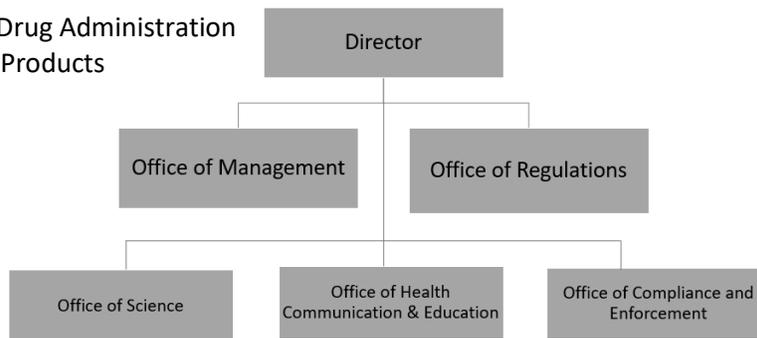 Drug Administration
Products
Director
Office of Management
Office of Regulations
Office of Science
Office of Health
Communication & Education
Office of Compliance and
Enforcement